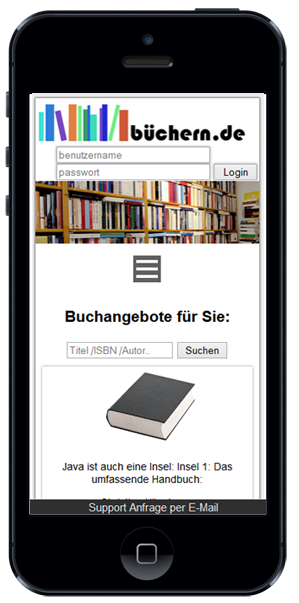 büchern.de
benutzername
passwort
Login
Buchangebote für Sie:
Titel /ISBN /Autor..
Suchen
Java ist auch eine Insel: Insel 1: Das
umfassende Handbuch:
Support Anfrage per E-Mail